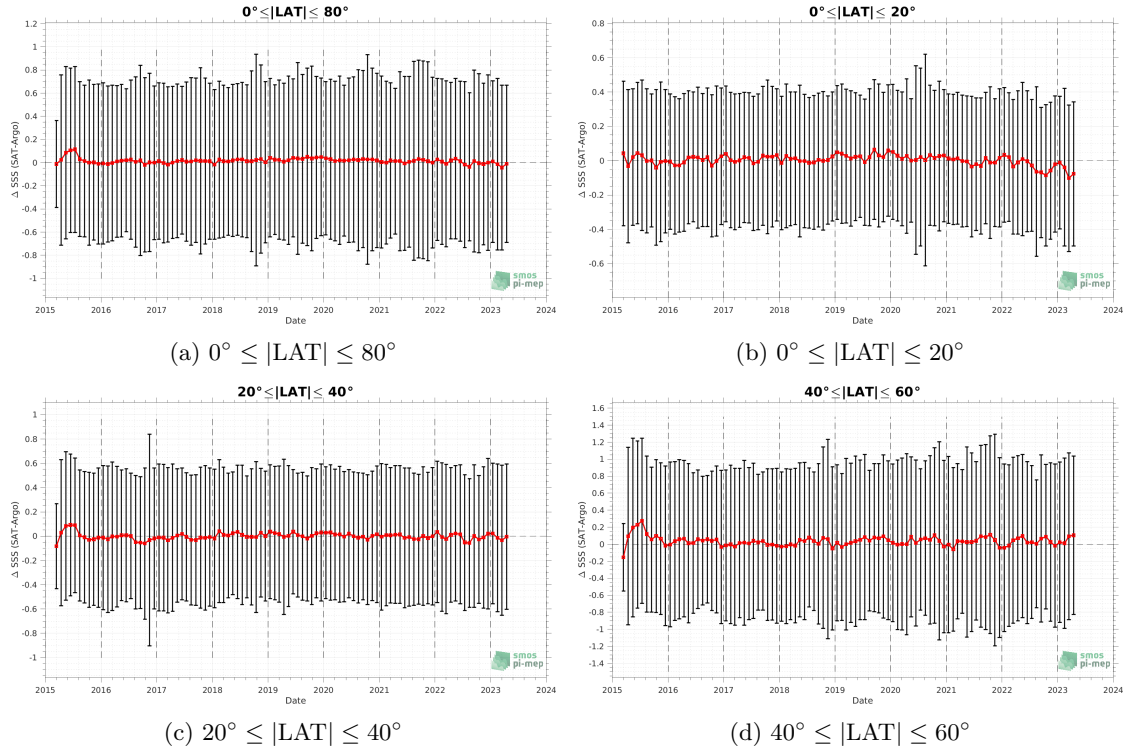 0°≤|LAT|≤ 80°
Δ SSS (SAT-Argo)
1.2
1
0.8
0.6
0.4
0.2
0
-0.2
-0.4
-0.6
-0.8
-1
2015 2016 2017 2018 2019 2020 2021 2022 2023 2024
Date
smos
pi-mep
(a) 0° ≤ |LAT| ≤ 80°
0°≤|LAT|≤ 20°
Δ SSS (SAT-Argo)
0.8
0.6
0.4
0.2
0
-0.2
-0.4
-0.6
2015 2016 2017 2018 2019 2020 2021 2022 2023 2024
Date
smos
pi-mep
(b) 0° ≤ |LAT| ≤ 20°
20°≤|LAT|≤ 40°
Δ SSS (SAT-Argo)
1
0.8
0.6
0.4
0.2
0
-0.2
-0.4
-0.6
-0.8
-1
2015 2016 2017 2018 2019 2020 2021 2022 2023 2024
Date
smos
pi-mep
(c) 20° ≤ |LAT| ≤ 40°
40°≤|LAT|≤ 60°
Δ SSS (SAT-Argo)
1.6
1.4
1.2
1
0.8
0.6
0.4
0.2
0
-0.2
-0.4
-0.6
-0.8
-1
-1.2
-1.4
2015 2016 2017 2018 2019 2020 2021 2022 2023 2024
Date
smos
pi-mep
(d) 40° ≤ |LAT| ≤ 60°